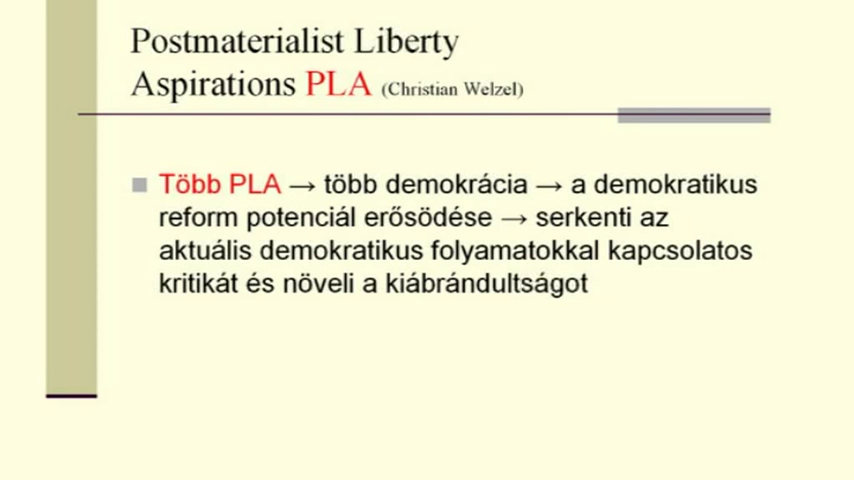 Postmaterialist Liberty
Aspirations PLA (Christian Welzel)
Több PLA → több demokrácia → a demokratikus
reform potenciál erősödése → serkenti az
aktuális demokratikus folyamatokkal kapcsolatos
kritikát és növeli a kiábrándultságot